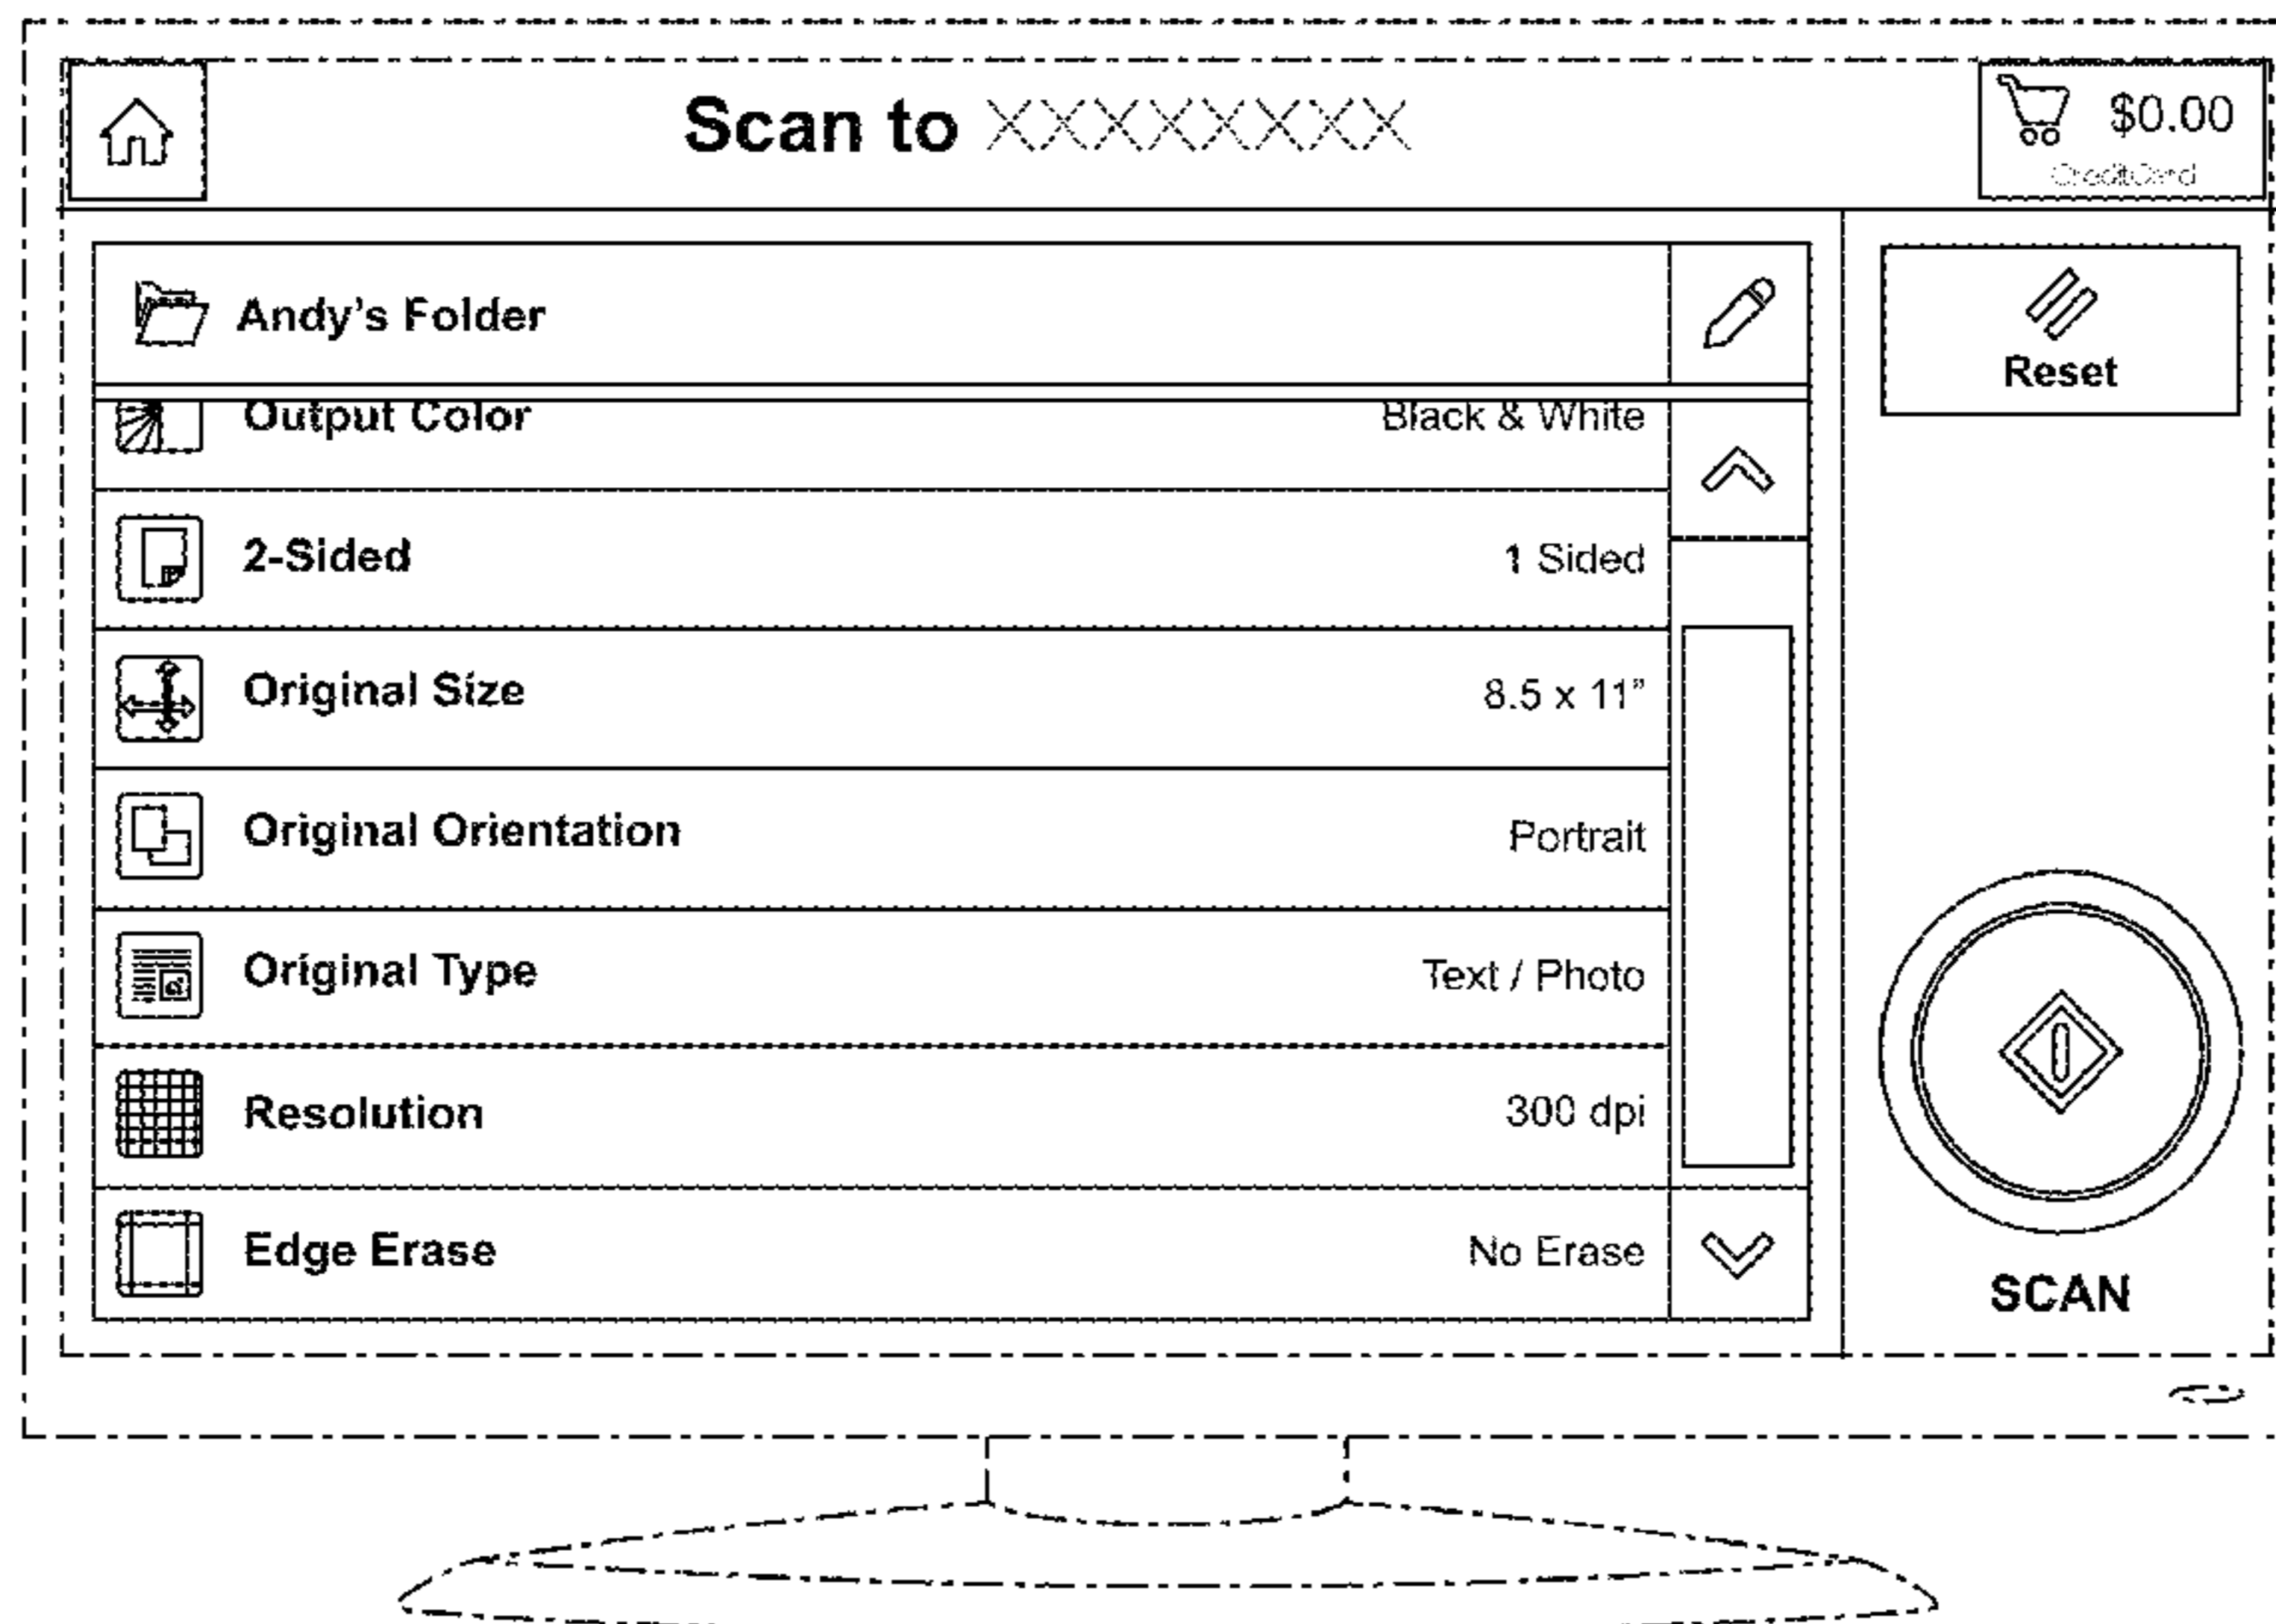 Scan to XXXXXXXX
$0.00
CreditCard
Andy's Folder
Reset
Output Color Black & White
2-Sided 1 Sided
Original Size 8.5 x 11”
Original Orientation Portrait
Original Type Text / Photo
Resolution 300 dpi
Edge Erase No Erase
SCAN